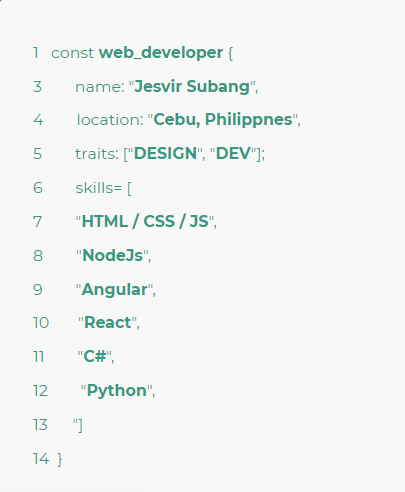 1 const web_developer {
3 name: "Jesvir Subang",
4 location: "Cebu, Philippnes",
5 traits: ["DESIGN", "DEV"];
6 skills= [
7 "HTML / CSS / JS",
8 "NodeJs",
9 "Angular",
10 "React",
11 "C#",
12 "Python",
13 "]
14 }